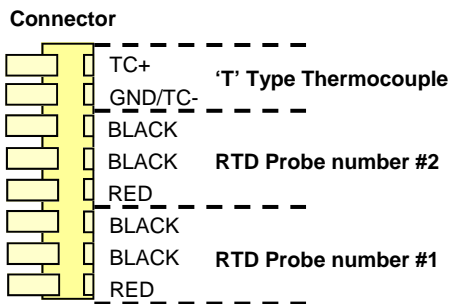 Connector
TC+
GND/TC-
‘T’ Type Thermocouple
BLACK
BLACK
RED
RTD Probe number #2
BLACK
BLACK
RED
RTD Probe number #1